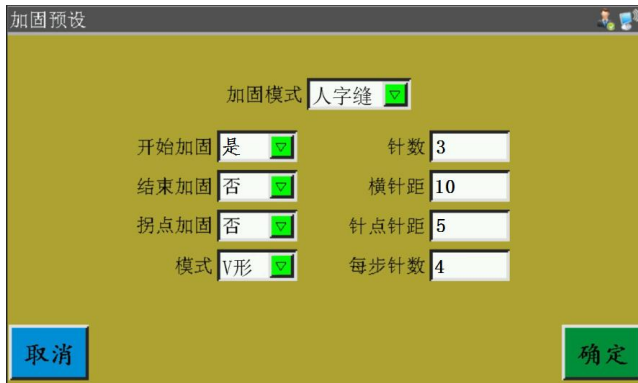 加固预设
加固模式 人字缝
开始加固 是 针数 3
结束加固 否 横针距 10
拐点加固 否 针点针距 5
模式 V形 每步针数 4
取消 确定